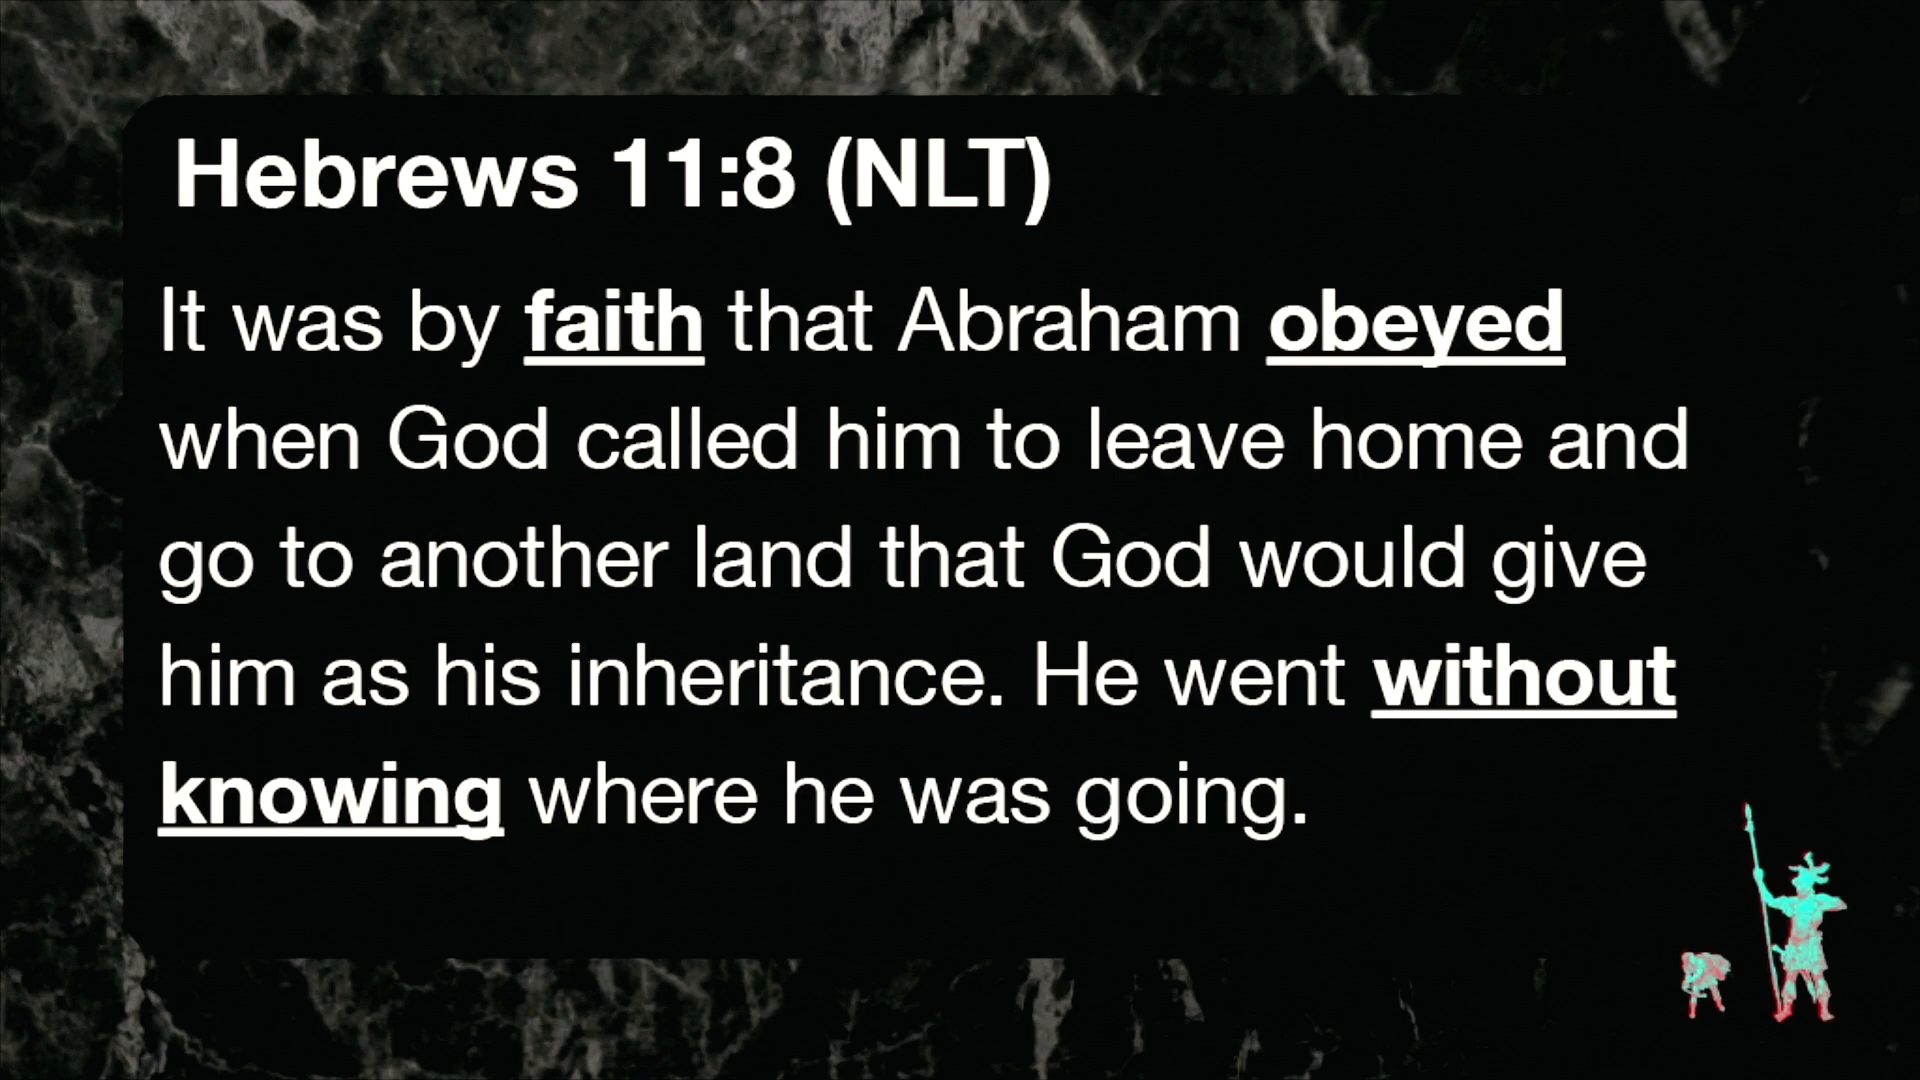 Hebrews 11:8 (NLT)
It was by faith that Abraham obeyed
when God called him to leave home and
go to another land that God would give
him as his inheritance. He went without
knowing where he was going.